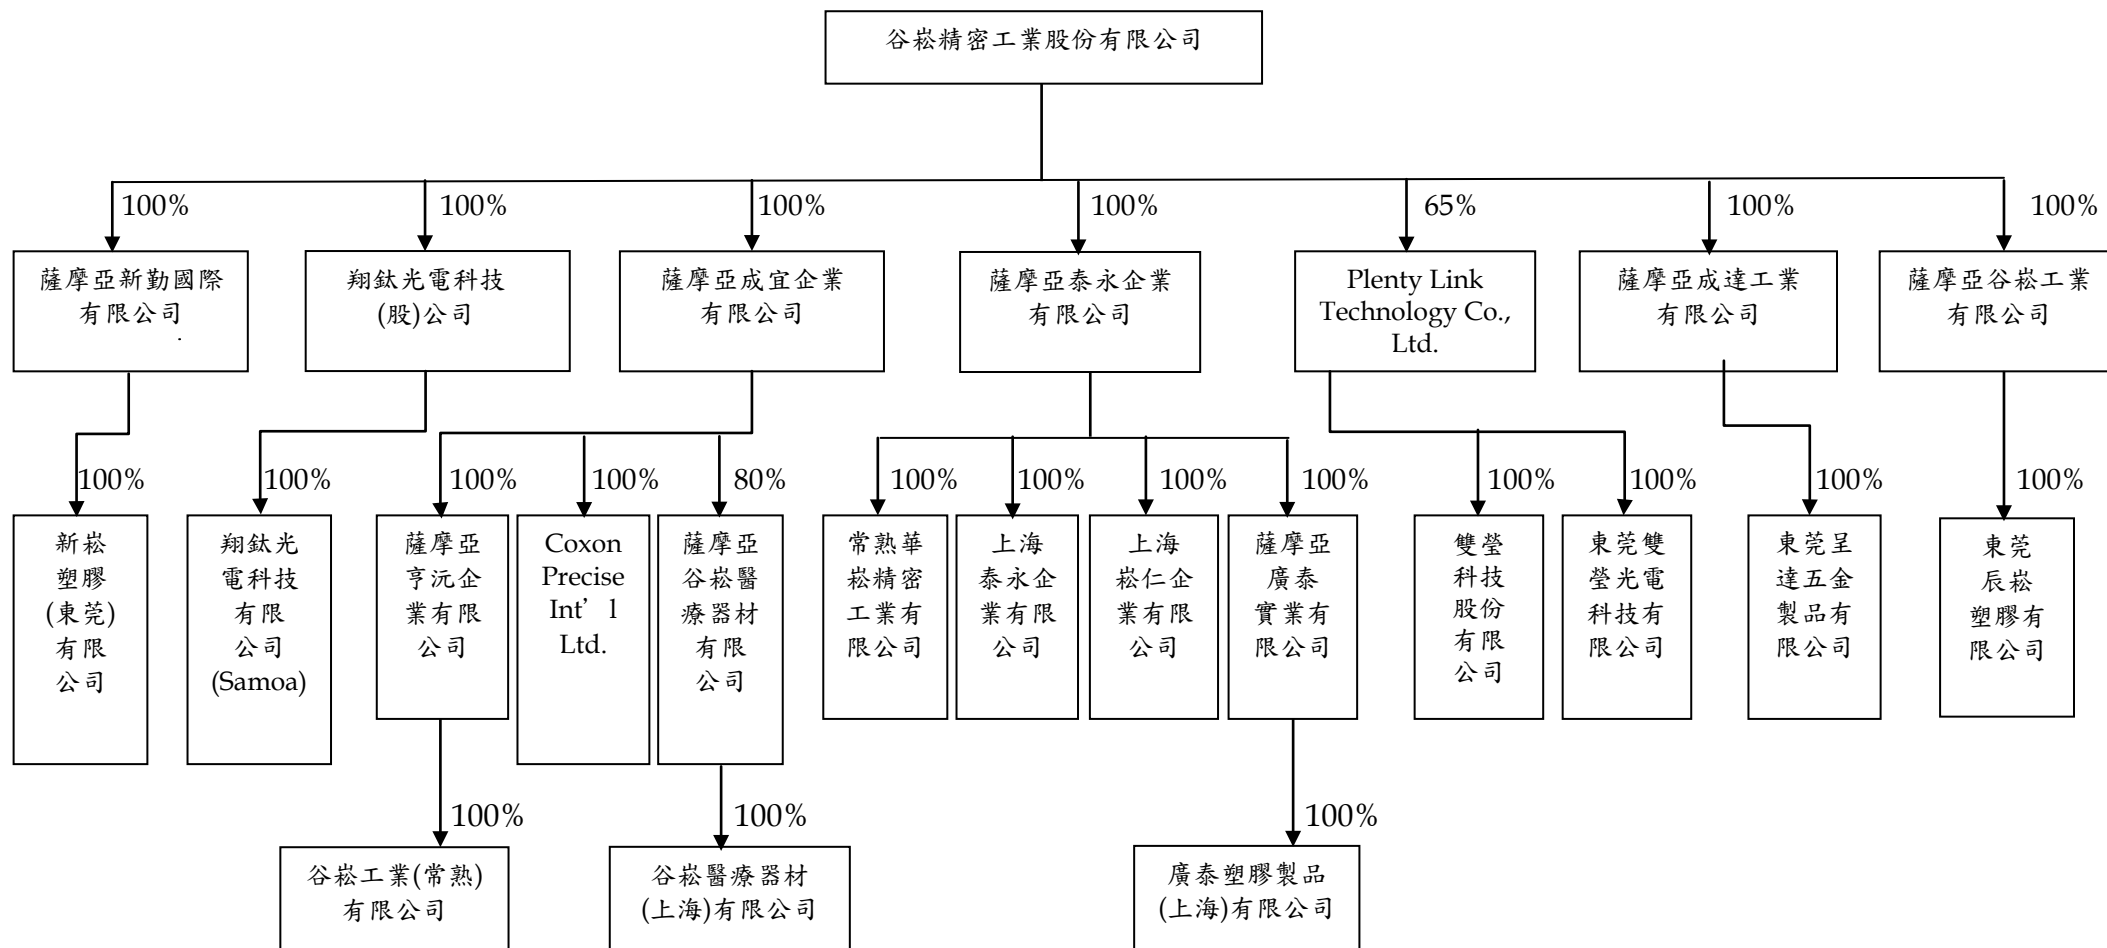 谷崧精密工業股份有限公司
100%
100%
100%
100%
65%
100%
100%
薩摩亞新勤國際
有限公司
翔鈦光電科技
(股)公司
薩摩亞成宜企業
有限公司
薩摩亞泰永企業
有限公司
Plenty Link
Technology Co.,
Ltd.
薩摩亞成達工業
有限公司
薩摩亞谷崧工業
有限公司
100%
100%
100%
100%
80%
100%
100%
100%
100%
100%
100%
100%
100%
新崧
塑膠
(東莞)
有限
公司
翔鈦光
電科技
有限
公司
(Samoa)
薩摩亞
亨沅企
業有限
公司
Coxon
Precise
Int’l
Ltd.
薩摩亞
谷崧醫
療器材
有限
公司
常熟華
崧精密
工業有
限公司
上海
泰永企
業有限
公司
上海
崧仁企
業有限
公司
薩摩亞
廣泰
實業有
限公司
雙瑩
科技
股份
有限
公司
東莞雙
瑩光電
科技有
限公司
東莞呈
達五金
製品有
限公司
東莞
辰崧
塑膠有
限公司
100%
100%
100%
谷崧工業(常熟)
有限公司
谷崧醫療器材
(上海)有限公司
廣泰塑膠製品
(上海)有限公司